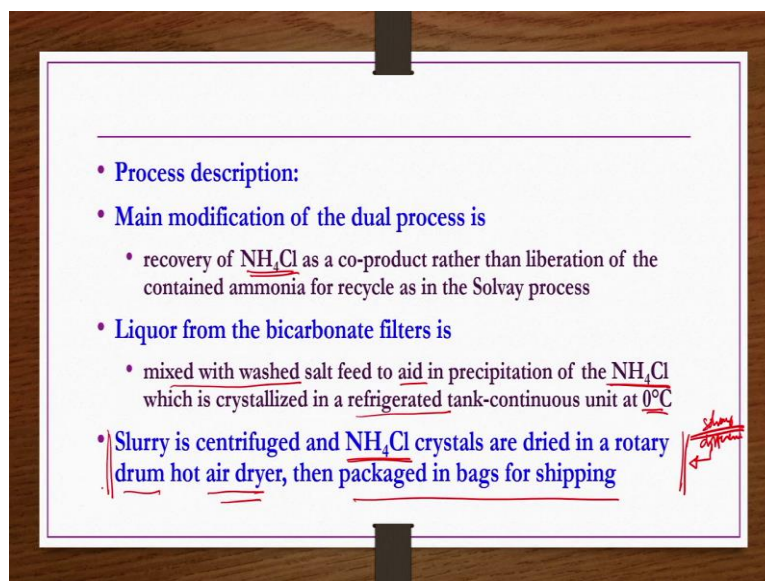 • Process description:
• Main modification of the dual process is
• recovery of NH₄Cl as a co-product rather than liberation of the
contained ammonia for recycle as in the Solvay process
• Liquor from the bicarbonate filters is
• mixed with washed salt feed to aid in precipitation of the NH₄Cl
which is crystallized in a refrigerated tank-continuous unit at 0°C
• Slurry is centrifuged and NH₄Cl crystals are dried in a rotary
drum hot air dryer, then packaged in bags for shipping